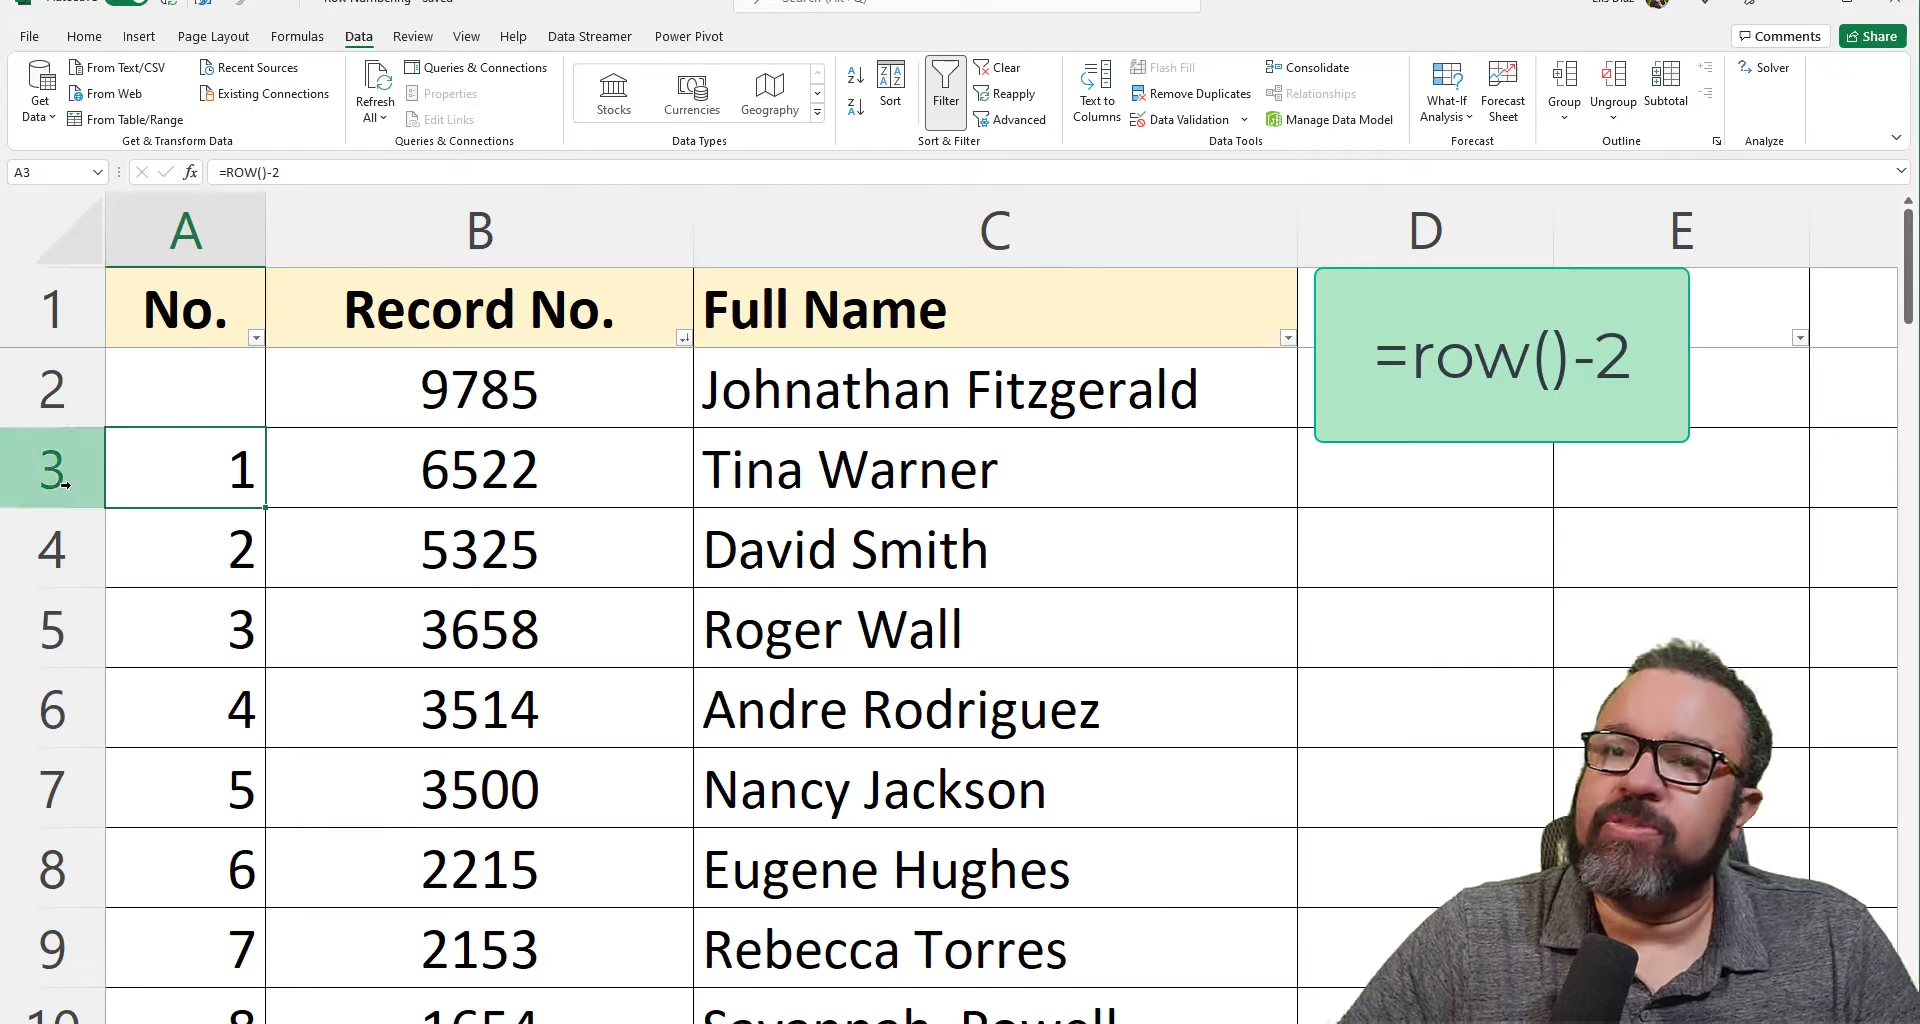 File Home Insert Page Layout Formulas Data Review View Help Data Streamer Power Pivot Comments Share
Get Data
From Text/CSV
From Web
From Table/Range
Recent Sources
Existing Connections
Get & Transform Data
Refresh All
Queries & Connections
Properties
Edit Links
Queries & Connections
Stocks
Currencies
Geography
Data Types
Sort
Filter
Clear
Reapply
Advanced
Sort & Filter
Text to Columns
Flash Fill
Remove Duplicates
Data Validation
Consolidate
Relationships
Manage Data Model
Data Tools
What-If Analysis
Forecast Sheet
Forecast
Group
Ungroup
Subtotal
Outline
Solver
Analyze
A3 fx =ROW()-2
A B C D E
1 No. Record No. Full Name
=row()-2
2 9785 Johnathan Fitzgerald
3 1 6522 Tina Warner
4 2 5325 David Smith
5 3 3658 Roger Wall
6 4 3514 Andre Rodriguez
7 5 3500 Nancy Jackson
8 6 2215 Eugene Hughes
9 7 2153 Rebecca Torres
10 8 1654